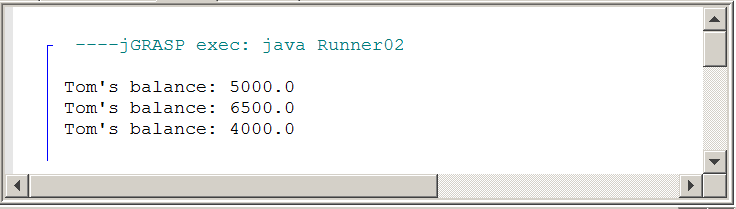 ----jGRASP exec: java Runner02
Tom's balance: 5000.0
Tom's balance: 6500.0
Tom's balance: 4000.0